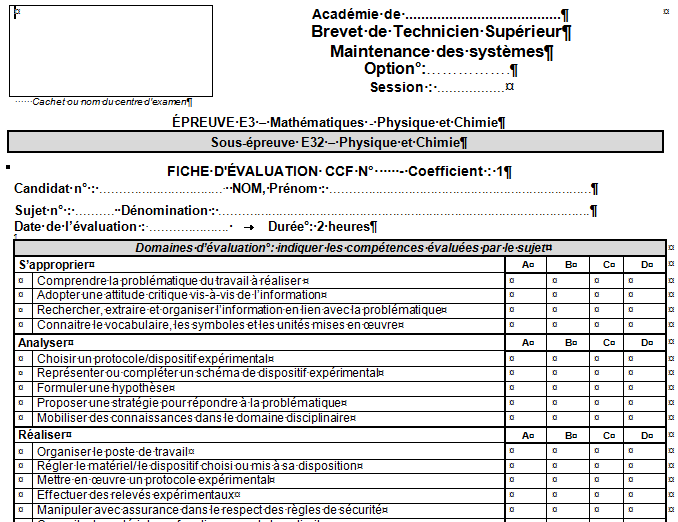 Académie de ......................................
Brevet de Technicien Supérieur
Maintenance des systèmes
Option : ................
Session : .................
Cachet ou nom du centre d'examen
ÉPREUVE E3 – Mathématiques - Physique et Chimie
Sous-épreuve E32 – Physique et Chimie
FICHE D'ÉVALUATION CCF N° ...... - Coefficient : 1
Candidat n° : ............................... NOM, Prénom : ..................................................................
Sujet n° : .......... Dénomination : ....................................................................................................
Date de l'évaluation : .................... → Durée : 2 heures
Domaines d'évaluation : indiquer les compétences évaluées par le sujet
S'approprier A B C D
Comprendre la problématique du travail à réaliser
Adopter une attitude critique vis-à-vis de l'information
Rechercher, extraire et organiser l'information en lien avec la problématique
Connaitre le vocabulaire, les symboles et les unités mises en œuvre
Analyser A B C D
Choisir un protocole/dispositif expérimental
Représenter ou compléter un schéma de dispositif expérimental
Formuler une hypothèse
Proposer une stratégie pour répondre à la problématique
Mobiliser des connaissances dans le domaine disciplinaire
Réaliser A B C D
Organiser le poste de travail
Régler le matériel/le dispositif choisi ou mis à sa disposition
Mettre en œuvre un protocole expérimental
Effectuer des relevés expérimentaux
Manipuler avec assurance dans le respect des règles de sécurité